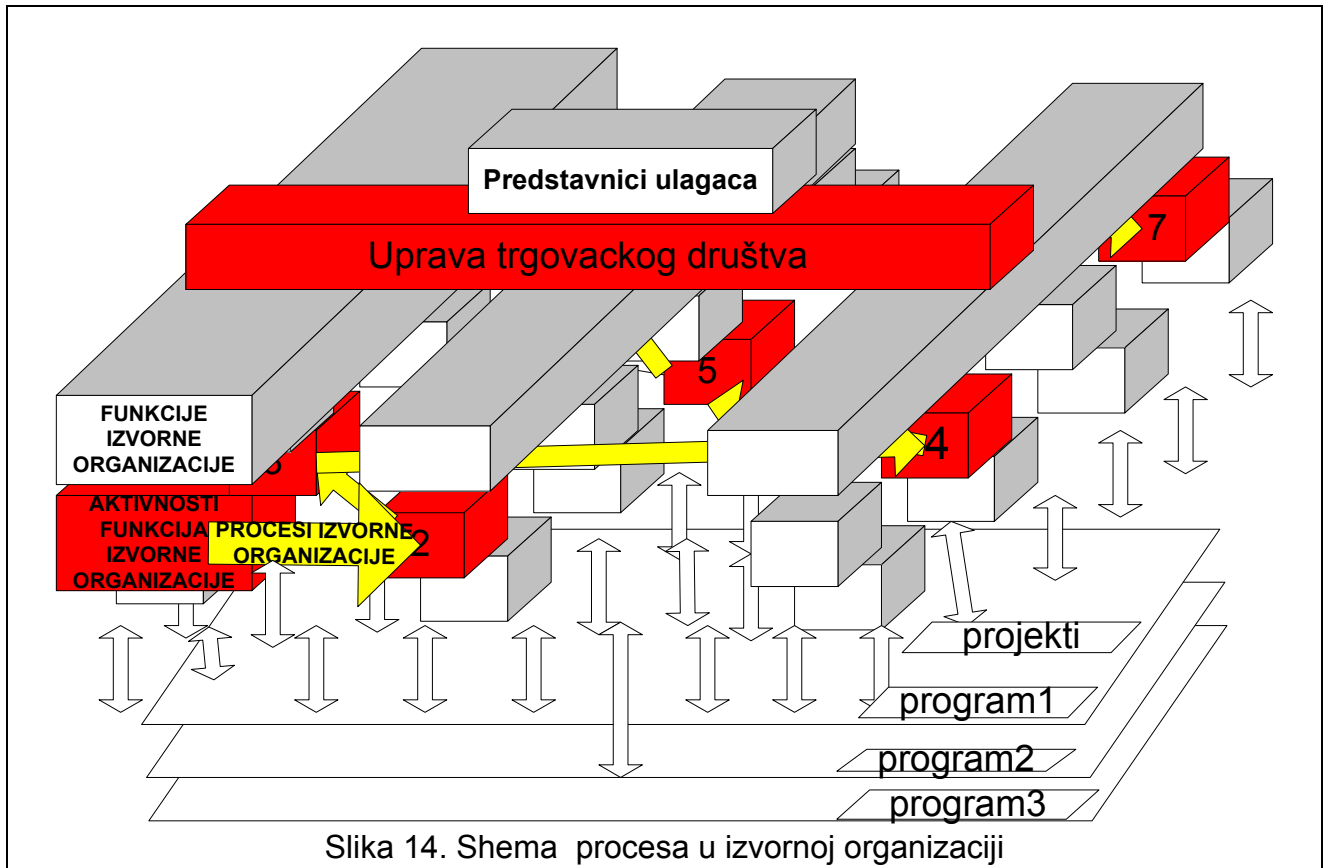 Predstavnici ulagaca
Uprava trgovackog društva
7
5
FUNKCIJE
IZVORNE
ORGANIZACIJE
4
AKTIVNOSTI
FUNKCIJA
IZVORNE
ORGANIZACIJE
PROCESI IZVORNE
ORGANIZACIJE
2
projekti
program1
program2
program3
Slika 14. Shema procesa u izvornoj organizaciji